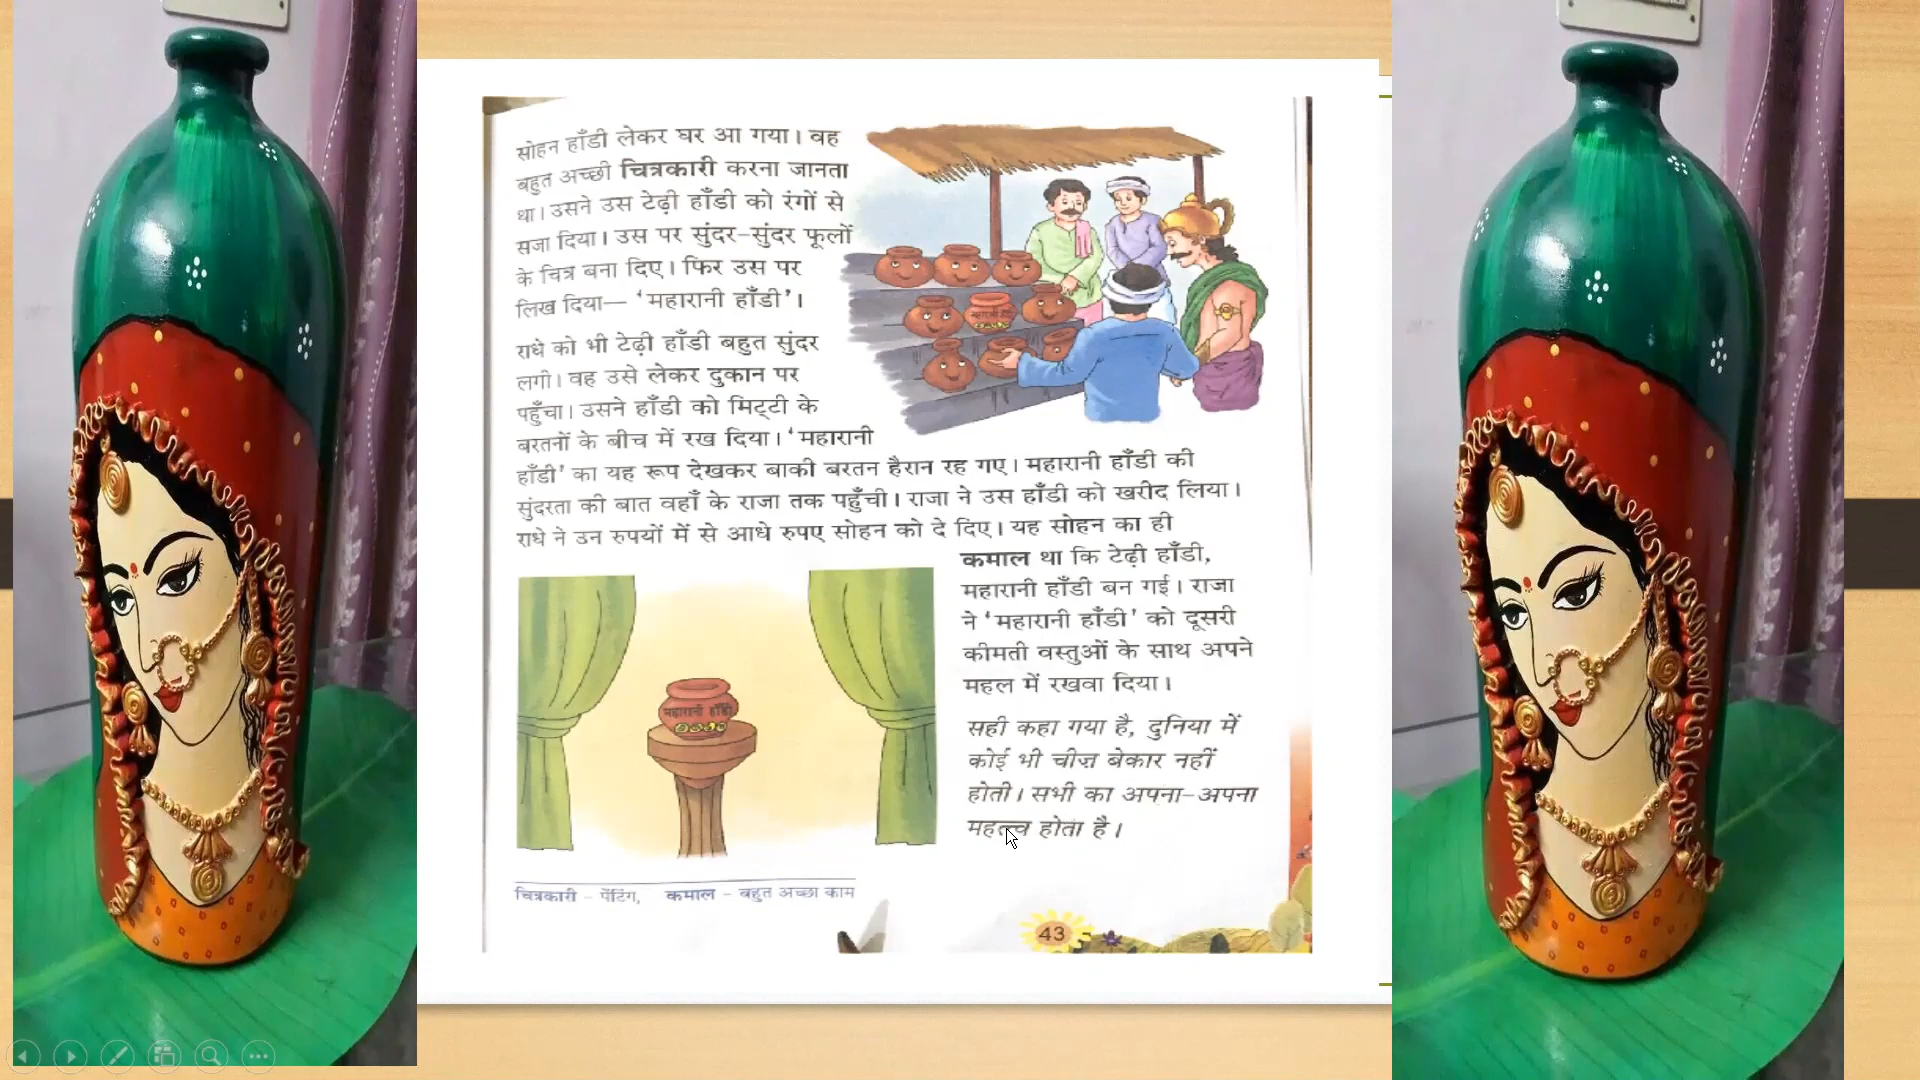 सोहन हाँडी लेकर घर आ गया। वह
बहुत अच्छी चित्रकारी करना जानता
था। उसने उस टेढ़ी हाँडी को रंगों से
सजा दिया। उस पर सुंदर-सुंदर फूलों
के चित्र बना दिए। फिर उस पर
लिख दिया— ‘महारानी हाँडी’।
राधे को भी टेढ़ी हाँडी बहुत सुंदर
लगी। वह उसे लेकर दुकान पर
पहुँचा। उसने हाँडी को मिट्टी के
बरतनों के बीच में रख दिया। ‘महारानी
हाँडी’ का यह रूप देखकर बाकी बरतन हैरान रह गए। महारानी हाँडी की
सुंदरता की बात वहाँ के राजा तक पहुँची। राजा ने उस हाँडी को खरीद लिया।
राधे ने उन रुपयों में से आधे रुपए सोहन को दे दिए। यह सोहन का ही
कमाल था कि टेढ़ी हाँडी,
महारानी हाँडी बन गई। राजा
ने ‘महारानी हाँडी’ को दूसरी
कीमती वस्तुओं के साथ अपने
महल में रखवा दिया।
सही कहा गया है, दुनिया में
कोई भी चीज़ बेकार नहीं
होती। सभी का अपना-अपना
महत्त्व होता है।
महारानी हाँडी
महारानी हाँडी
चित्रकारी – पेंटिंग, कमाल – बहुत अच्छा काम
43